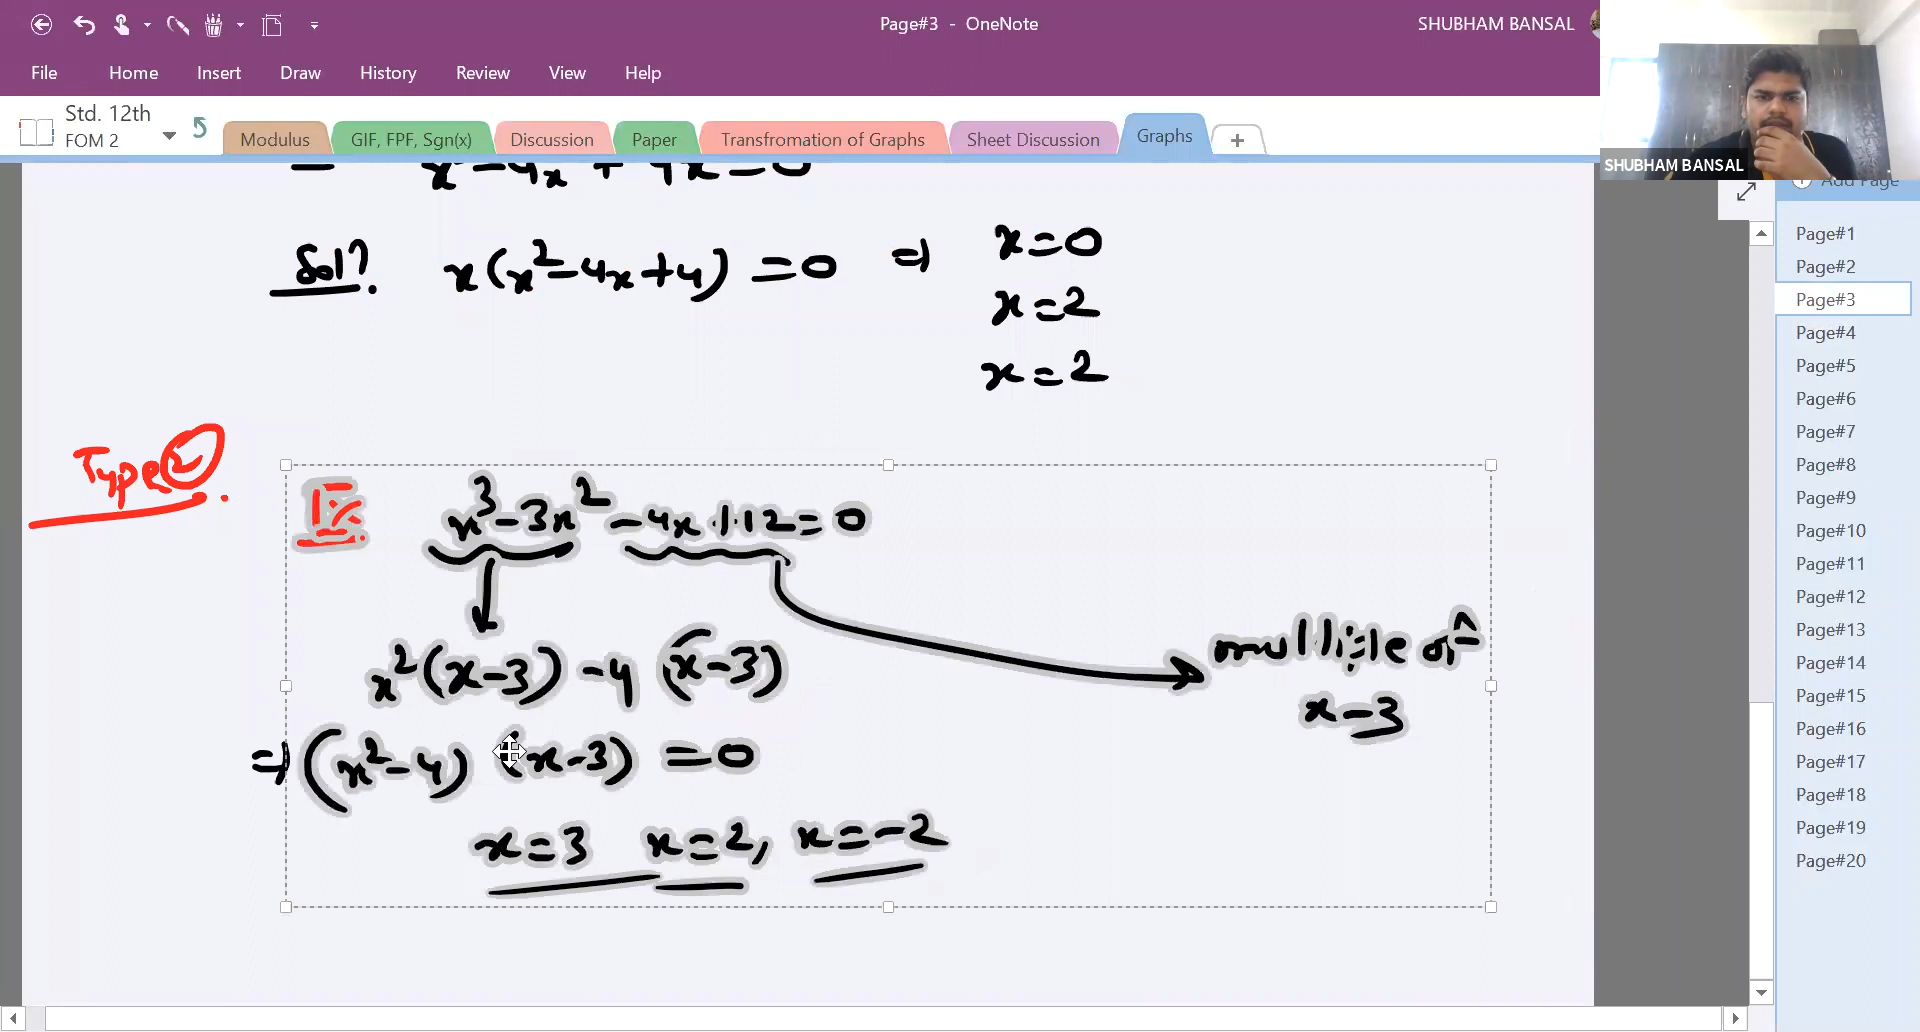 Page#3 - OneNote
SHUBHAM BANSAL
File Home Insert Draw History Review View Help
Std. 12th
FOM 2
Modulus GIF, FPF, Sgn(x) Discussion Paper Transfromation of Graphs Sheet Discussion Graphs +
SHUBHAM BANSAL
Add Page
Page#1
Page#2
Page#3
Page#4
Page#5
Page#6
Page#7
Page#8
Page#9
Page#10
Page#11
Page#12
Page#13
Page#14
Page#15
Page#16
Page#17
Page#18
Page#19
Page#20
Solⁿ. x(x²-4x+4) = 0 ⇒ x=0
x=2
x=2
Type 2.
x³-3x²-4x+12=0
x²(x-3) -4 (x-3)
multiple of
x-3
⇒ (x²-4) (x-3) =0
x=3 x=2, x=-2